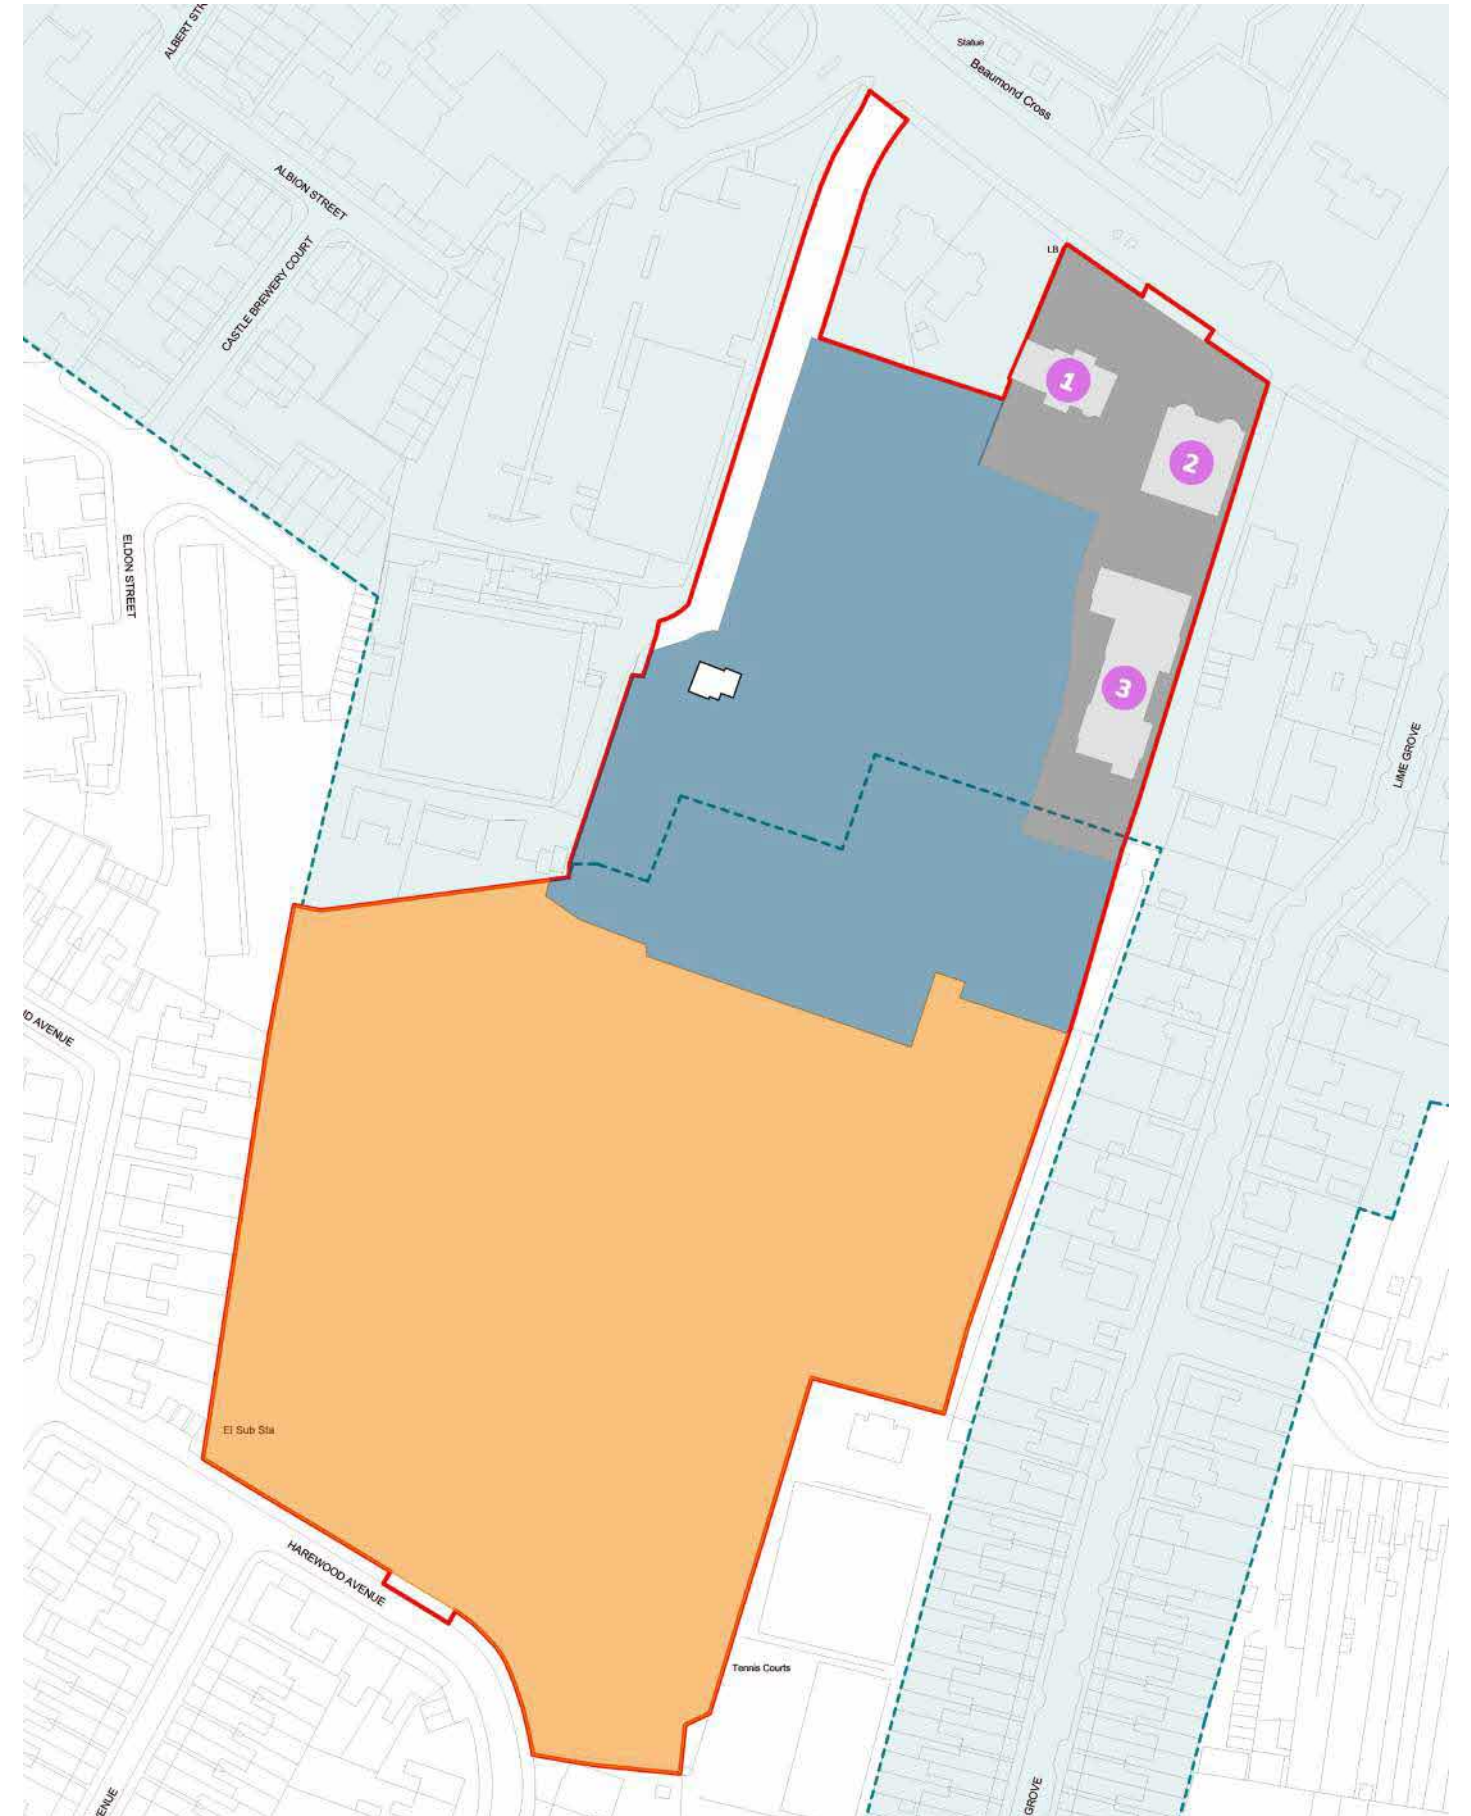 ALBERT STR
Statue
Beaumond Cross
ALBION STREET
CASTLE BREWERY COURT
LB
1
2
ELDON STREET
3
LIME GROVE
D AVENUE
El Sub Sta
HAREWOOD AVENUE
Tennis Courts
ENUE
GROVE